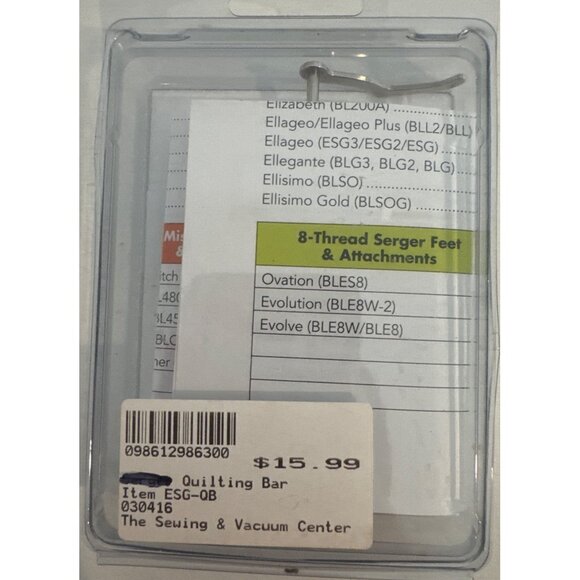 Elizabeth (BL200A)
Ellageo/Ellageo Plus (BLL2/BLL)
Ellageo (ESG3/ESG2/ESG)
Ellegante (BLG3, BLG2, BLG)
Ellisimo (BLSO)
Ellisimo Gold (BLSOG)
8-Thread Serger Feet
& Attachments
Ovation (BLES8)
Evolution (BLE8W-2)
Evolve (BLE8W/BLE8)
098612986300
$15.99
Quilting Bar
Item ESG-QB
030416
The Sewing & Vacuum Center